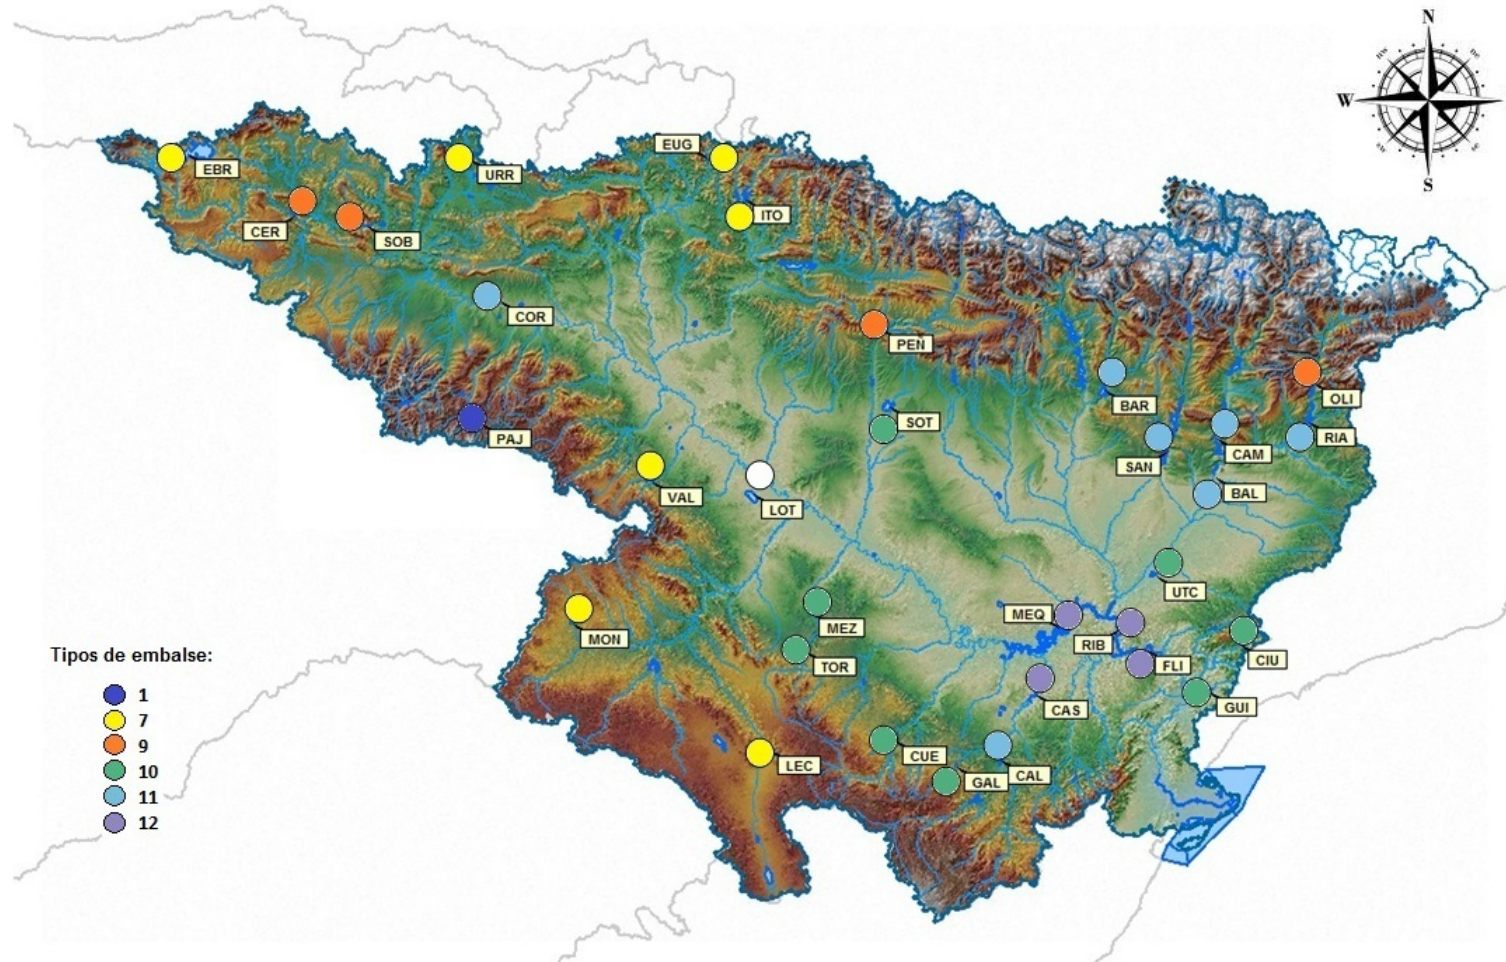 N
W
S
EUG
EBR
URR
ITO
CER
SOB
COR
PEN
BAR
OLI
SOT
PAJ
RIA
CAM
SAN
VAL
BAL
LOT
UTC
MEQ
MEZ
MON
RIB
CIU
TOR
FLI
CAS
GUI
CUE
LEC
GAL
CAL
Tipos de embalse:
1
7
9
10
11
12